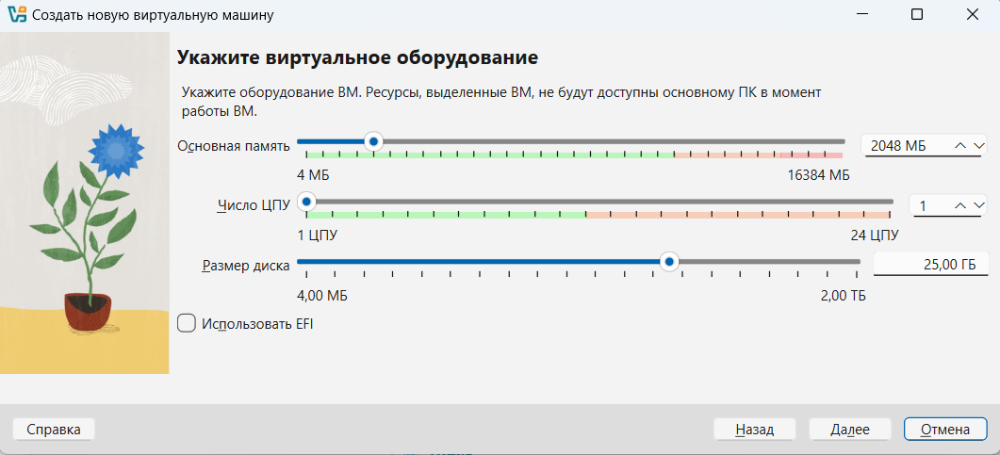 Создать новую виртуальную машину
Укажите виртуальное оборудование
Укажите оборудование ВМ. Ресурсы, выделенные ВМ, не будут доступны основному ПК в момент
работы ВМ.
Основная память
2048 МБ
4 МБ
16384 МБ
Число ЦПУ
1
1 ЦПУ
24 ЦПУ
Размер диска
25,00 ГБ
4,00 МБ
2,00 ТБ
Использовать EFI
Справка
Назад
Далее
Отмена